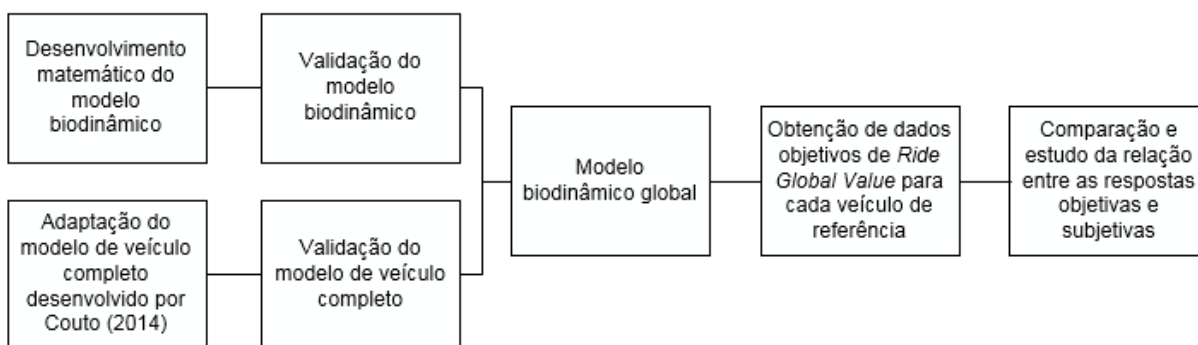 Desenvolvimento
matemático do
modelo
biodinâmico
Validação do
modelo
biodinâmico
Adaptação do
modelo de veículo
completo
desenvolvido por
Couto (2014)
Validação do
modelo de veículo
completo
Modelo
biodinâmico global
Obtenção de dados
objetivos de Ride
Global Value para
cada veículo de
referência
Comparação e
estudo da relação
entre as respostas
objetivas e
subjetivas